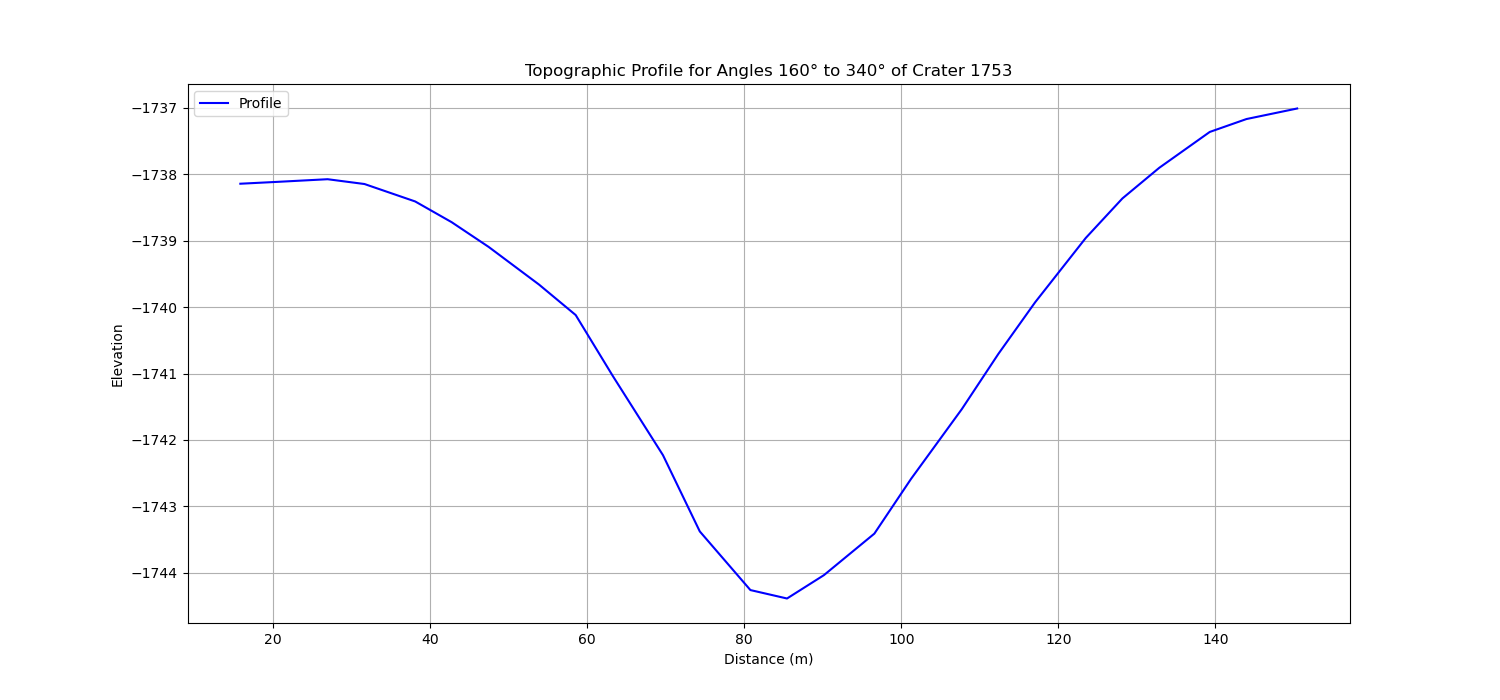 Topographic Profile for Angles 160° to 340° of Crater 1753
Profile
−1737
−1738
−1739
−1740
−1741
−1742
−1743
−1744
Elevation
20 40 60 80 100 120 140
Distance (m)